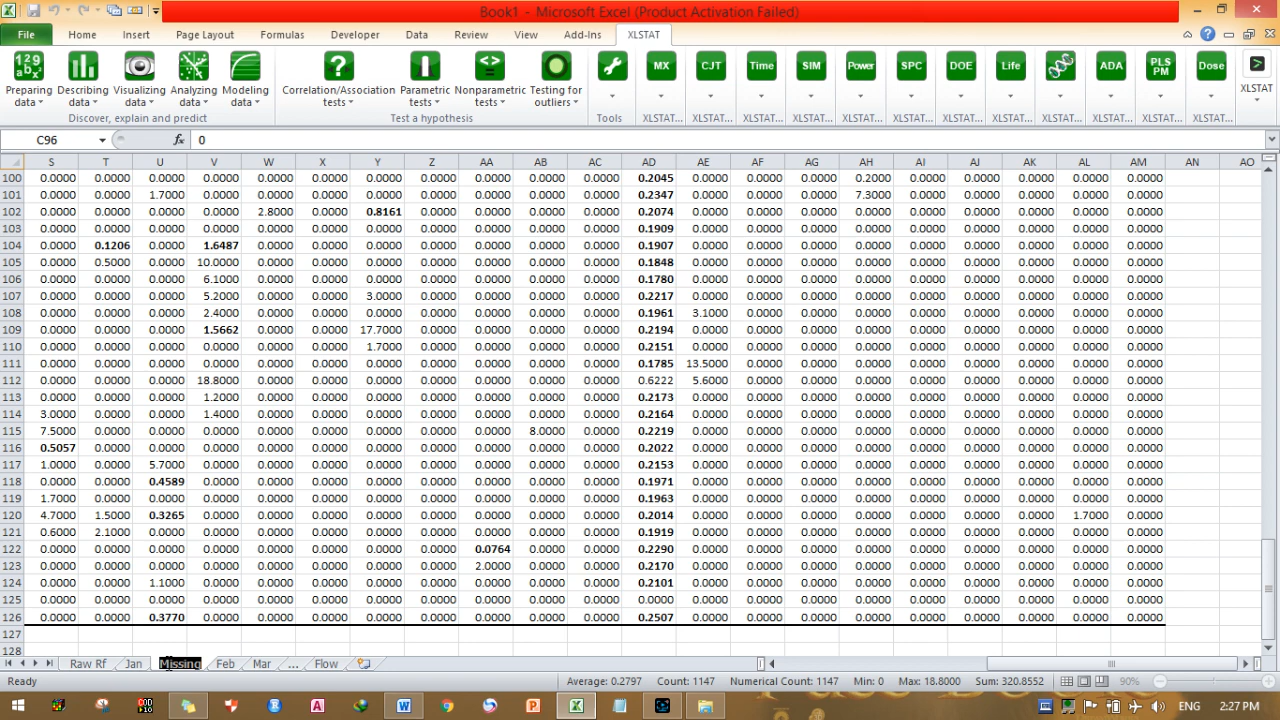 Book1 - Microsoft Excel (Product Activation Failed)
File Home Insert Page Layout Formulas Developer Data Review View Add-Ins XLSTAT
Preparing data Describing data Visualizing data Analyzing data Modeling data Correlation/Association tests Parametric tests Nonparametric tests Testing for outliers MX CJT Time SIM Power SPC DOE Life ADA PLS PM Dose XLSTAT
Discover, explain and predict Test a hypothesis Tools XLSTAT... XLSTAT... XLSTAT... XLSTAT... XLSTAT... XLSTAT... XLSTAT... XLSTAT... XLSTAT... XLSTAT... XLSTAT... XLSTAT...
C96 fx 0
S T U V W X Y Z AA AB AC AD AE AF AG AH AI AJ AK AL AM AN AO
100 0.0000 0.0000 0.0000 0.0000 0.0000 0.0000 0.0000 0.0000 0.0000 0.0000 0.0000 0.2045 0.0000 0.0000 0.0000 0.2000 0.0000 0.0000 0.0000 0.0000 0.0000
101 0.0000 0.0000 1.7000 0.0000 0.0000 0.0000 0.0000 0.0000 0.0000 0.0000 0.0000 0.2347 0.0000 0.0000 0.0000 7.3000 0.0000 0.0000 0.0000 0.0000 0.0000
102 0.0000 0.0000 0.0000 0.0000 2.8000 0.0000 0.8161 0.0000 0.0000 0.0000 0.0000 0.2074 0.0000 0.0000 0.0000 0.0000 0.0000 0.0000 0.0000 0.0000 0.0000
103 0.0000 0.0000 0.0000 0.0000 0.0000 0.0000 0.0000 0.0000 0.0000 0.0000 0.0000 0.1909 0.0000 0.0000 0.0000 0.0000 0.0000 0.0000 0.0000 0.0000 0.0000
104 0.0000 0.1206 0.0000 1.6487 0.0000 0.0000 0.0000 0.0000 0.0000 0.0000 0.0000 0.1907 0.0000 0.0000 0.0000 0.0000 0.0000 0.0000 0.0000 0.0000 0.0000
105 0.0000 0.5000 0.0000 10.0000 0.0000 0.0000 0.0000 0.0000 0.0000 0.0000 0.0000 0.1848 0.0000 0.0000 0.0000 0.0000 0.0000 0.0000 0.0000 0.0000 0.0000
106 0.0000 0.0000 0.0000 6.1000 0.0000 0.0000 0.0000 0.0000 0.0000 0.0000 0.0000 0.1780 0.0000 0.0000 0.0000 0.0000 0.0000 0.0000 0.0000 0.0000 0.0000
107 0.0000 0.0000 0.0000 5.2000 0.0000 0.0000 3.0000 0.0000 0.0000 0.0000 0.0000 0.2217 0.0000 0.0000 0.0000 0.0000 0.0000 0.0000 0.0000 0.0000 0.0000
108 0.0000 0.0000 0.0000 2.4000 0.0000 0.0000 0.0000 0.0000 0.0000 0.0000 0.0000 0.1961 3.1000 0.0000 0.0000 0.0000 0.0000 0.0000 0.0000 0.0000 0.0000
109 0.0000 0.0000 0.0000 1.5662 0.0000 0.0000 17.7000 0.0000 0.0000 0.0000 0.0000 0.2194 0.0000 0.0000 0.0000 0.0000 0.0000 0.0000 0.0000 0.0000 0.0000
110 0.0000 0.0000 0.0000 0.0000 0.0000 0.0000 1.7000 0.0000 0.0000 0.0000 0.0000 0.2151 0.0000 0.0000 0.0000 0.0000 0.0000 0.0000 0.0000 0.0000 0.0000
111 0.0000 0.0000 0.0000 0.0000 0.0000 0.0000 0.0000 0.0000 0.0000 0.0000 0.0000 0.1785 13.5000 0.0000 0.0000 0.0000 0.0000 0.0000 0.0000 0.0000 0.0000
112 0.0000 0.0000 0.0000 18.8000 0.0000 0.0000 0.0000 0.0000 0.0000 0.0000 0.0000 0.6222 5.6000 0.0000 0.0000 0.0000 0.0000 0.0000 0.0000 0.0000 0.0000
113 0.0000 0.0000 0.0000 1.2000 0.0000 0.0000 0.0000 0.0000 0.0000 0.0000 0.0000 0.2173 0.0000 0.0000 0.0000 0.0000 0.0000 0.0000 0.0000 0.0000 0.0000
114 3.0000 0.0000 0.0000 1.4000 0.0000 0.0000 0.0000 0.0000 0.0000 0.0000 0.0000 0.2164 0.0000 0.0000 0.0000 0.0000 0.0000 0.0000 0.0000 0.0000 0.0000
115 7.5000 0.0000 0.0000 0.0000 0.0000 0.0000 0.0000 0.0000 0.0000 8.0000 0.0000 0.2219 0.0000 0.0000 0.0000 0.0000 0.0000 0.0000 0.0000 0.0000 0.0000
116 0.5057 0.0000 0.0000 0.0000 0.0000 0.0000 0.0000 0.0000 0.0000 0.0000 0.0000 0.2022 0.0000 0.0000 0.0000 0.0000 0.0000 0.0000 0.0000 0.0000 0.0000
117 1.0000 0.0000 5.7000 0.0000 0.0000 0.0000 0.0000 0.0000 0.0000 0.0000 0.0000 0.2153 0.0000 0.0000 0.0000 0.0000 0.0000 0.0000 0.0000 0.0000 0.0000
118 0.0000 0.0000 0.4589 0.0000 0.0000 0.0000 0.0000 0.0000 0.0000 0.0000 0.0000 0.1971 0.0000 0.0000 0.0000 0.0000 0.0000 0.0000 0.0000 0.0000 0.0000
119 1.7000 0.0000 0.0000 0.0000 0.0000 0.0000 0.0000 0.0000 0.0000 0.0000 0.0000 0.1963 0.0000 0.0000 0.0000 0.0000 0.0000 0.0000 0.0000 0.0000 0.0000
120 4.7000 1.5000 0.3265 0.0000 0.0000 0.0000 0.0000 0.0000 0.0000 0.0000 0.0000 0.2014 0.0000 0.0000 0.0000 0.0000 0.0000 0.0000 0.0000 1.7000 0.0000
121 0.6000 2.1000 0.0000 0.0000 0.0000 0.0000 0.0000 0.0000 0.0000 0.0000 0.0000 0.1919 0.0000 0.0000 0.0000 0.0000 0.0000 0.0000 0.0000 0.0000 0.0000
122 0.0000 0.0000 0.0000 0.0000 0.0000 0.0000 0.0000 0.0000 0.0764 0.0000 0.0000 0.2290 0.0000 0.0000 0.0000 0.0000 0.0000 0.0000 0.0000 0.0000 0.0000
123 0.0000 0.0000 0.0000 0.0000 0.0000 0.0000 0.0000 0.0000 2.0000 0.0000 0.0000 0.2170 0.0000 0.0000 0.0000 0.0000 0.0000 0.0000 0.0000 0.0000 0.0000
124 0.0000 0.0000 1.1000 0.0000 0.0000 0.0000 0.0000 0.0000 0.0000 0.0000 0.0000 0.2101 0.0000 0.0000 0.0000 0.0000 0.0000 0.0000 0.0000 0.0000 0.0000
125 0.0000 0.0000 0.0000 0.0000 0.0000 0.0000 0.0000 0.0000 0.0000 0.0000 0.0000 0.0000 0.0000 0.0000 0.0000 0.0000 0.0000 0.0000 0.0000 0.0000 0.0000
126 0.0000 0.0000 0.3770 0.0000 0.0000 0.0000 0.0000 0.0000 0.0000 0.0000 0.0000 0.2507 0.0000 0.0000 0.0000 0.0000 0.0000 0.0000 0.0000 0.0000 0.0000
127
128
Raw Rf Jan Missing Feb Mar ... Flow
Ready Average: 0.2797 Count: 1147 Numerical Count: 1147 Min: 0 Max: 18.8000 Sum: 320.8552 90%
ENG 2:27 PM